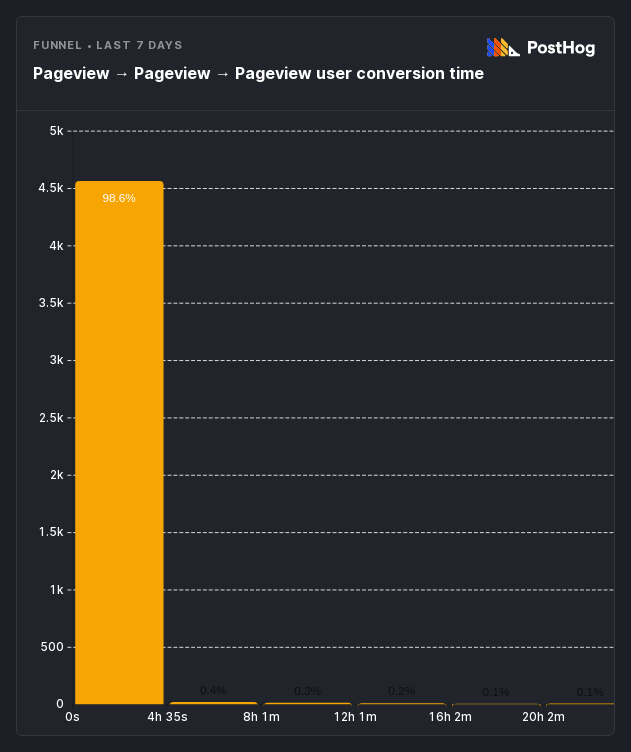 FUNNEL • LAST 7 DAYS
PostHog
Pageview → Pageview → Pageview user conversion time
5k
4.5k
4k
3.5k
3k
2.5k
2k
1.5k
1k
500
0
98.6%
0.4%
0.3%
0.2%
0.1%
0.1%
0s
4h 35s
8h 1m
12h 1m
16h 2m
20h 2m